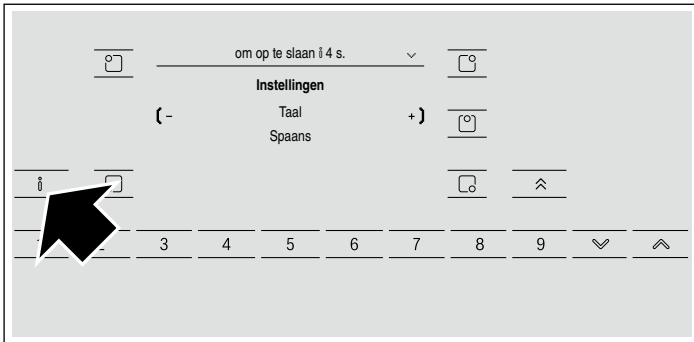 om op te slaan i 4 s.
Instellingen
- Taal +
Spaans
i
3 4 5 6 7 8 9